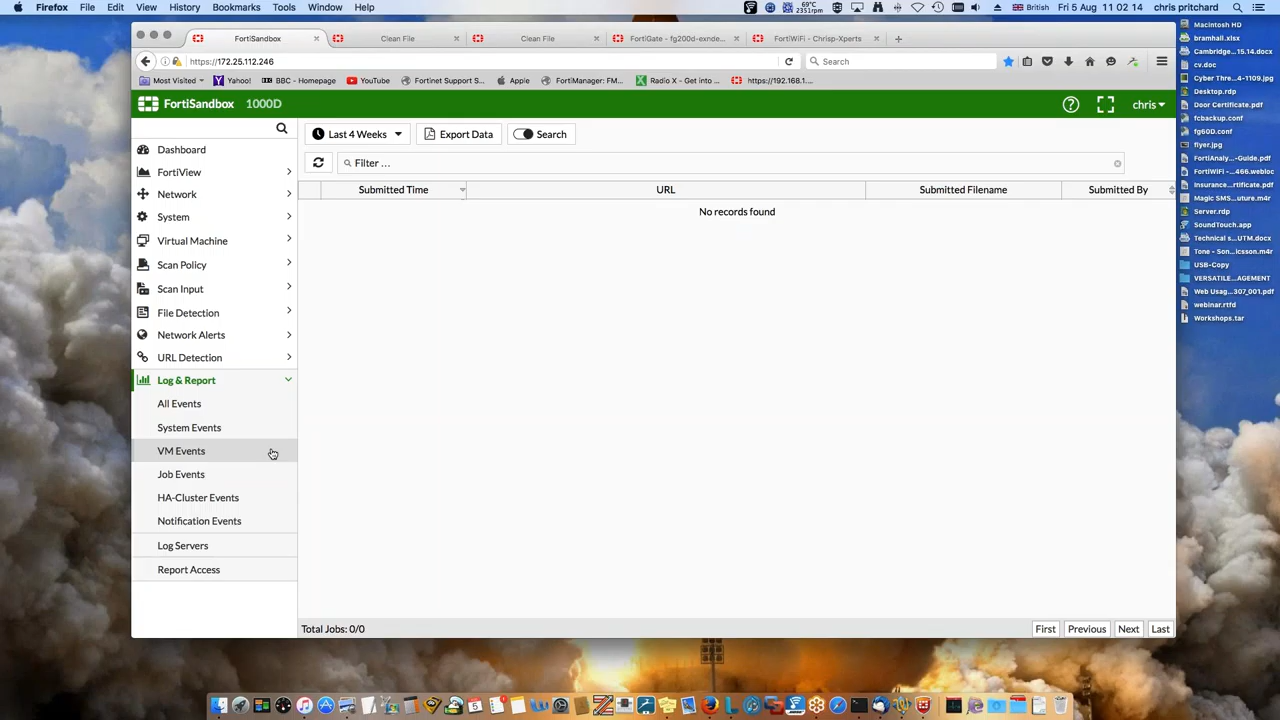 Firefox File Edit View History Bookmarks Tools Window Help
69°C
2351rpm
British Fri 5 Aug 11 02 14 chris pritchard
FortiSandbox
Clean File
Clean File
FortiGate - fg200d-exnde...
FortiWiFi - Chrisp-Xperts
https://172.25.112.246
Search
Most Visited
Yahoo!
BBC - Homepage
YouTube
Fortinet Support S...
Apple
FortiManager: FM...
Radio X - Get into ...
https://192.168.1....
FortiSandbox 1000D
chris
Last 4 Weeks
Export Data
Search
Filter ...
Submitted Time URL Submitted Filename Submitted By
No records found
Dashboard
FortiView
Network
System
Virtual Machine
Scan Policy
Scan Input
File Detection
Network Alerts
URL Detection
Log & Report
All Events
System Events
VM Events
Job Events
HA-Cluster Events
Notification Events
Log Servers
Report Access
Total Jobs: 0/0
First Previous Next Last
Macintosh HD
bramhall.xlsx
Cambridge...15.14.docx
cv.doc
Cyber Thre...4-1109.jpg
Desktop.rdp
Door Certificate.pdf
fcbackup.conf
fg60D.conf
flyer.jpg
FortiAnaly...-Guide.pdf
FortiWiFi -...466.webloc
Insurance...rtificate.pdf
Magic SMS...uture.m4r
Server.rdp
SoundTouch.app
Technical s...UTM.docx
Tone - Son...icsson.m4r
USB-Copy
VERSATILE...AGEMENT
Web Usag...307_001.pdf
webinar.rtfd
Workshops.tar